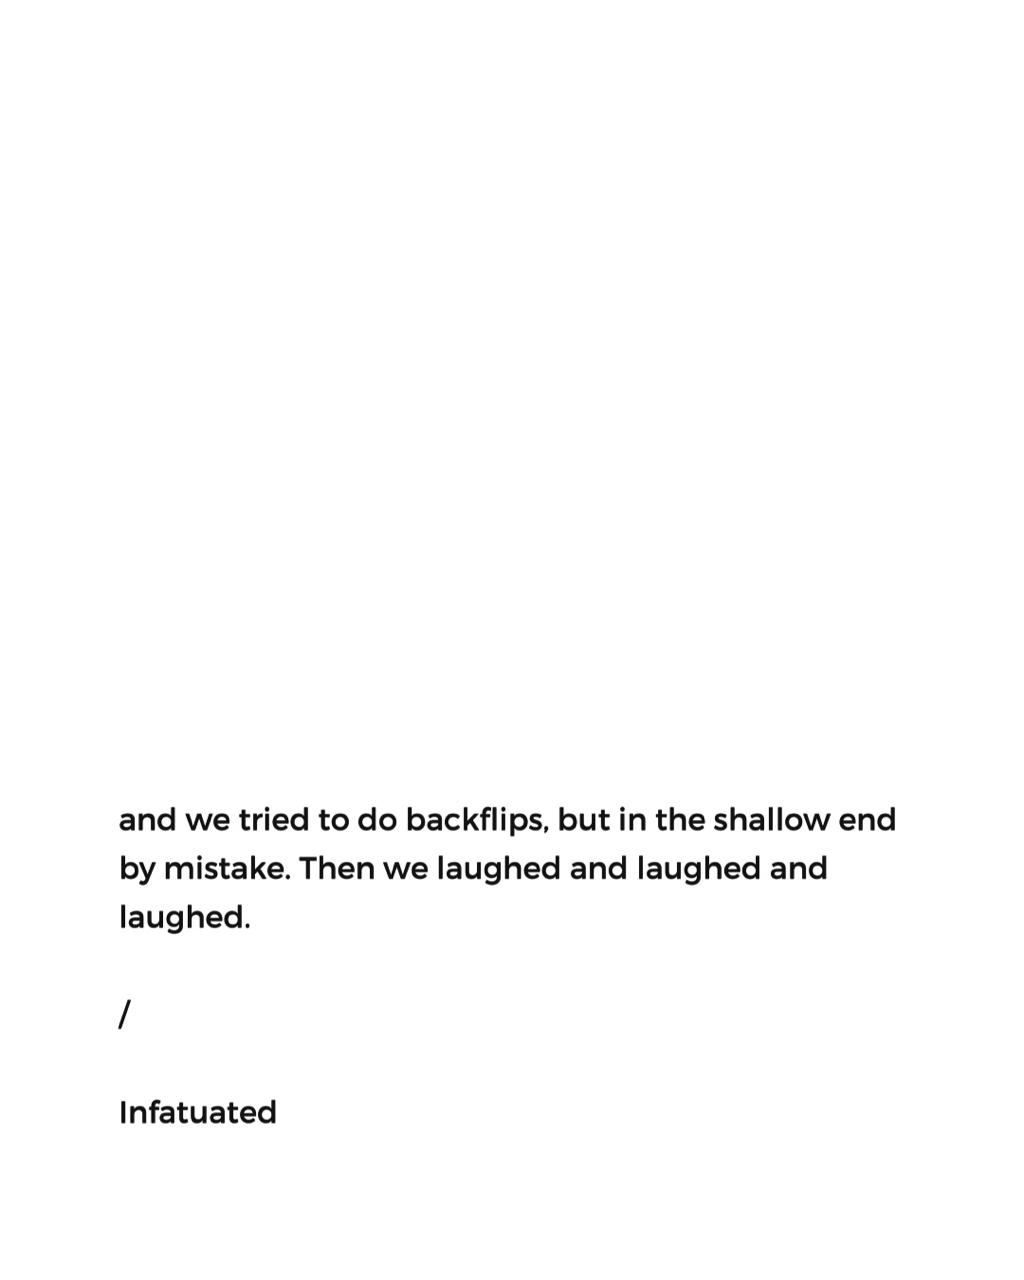 and we tried to do backflips, but in the shallow end
by mistake. Then we laughed and laughed and
laughed.
/
Infatuated